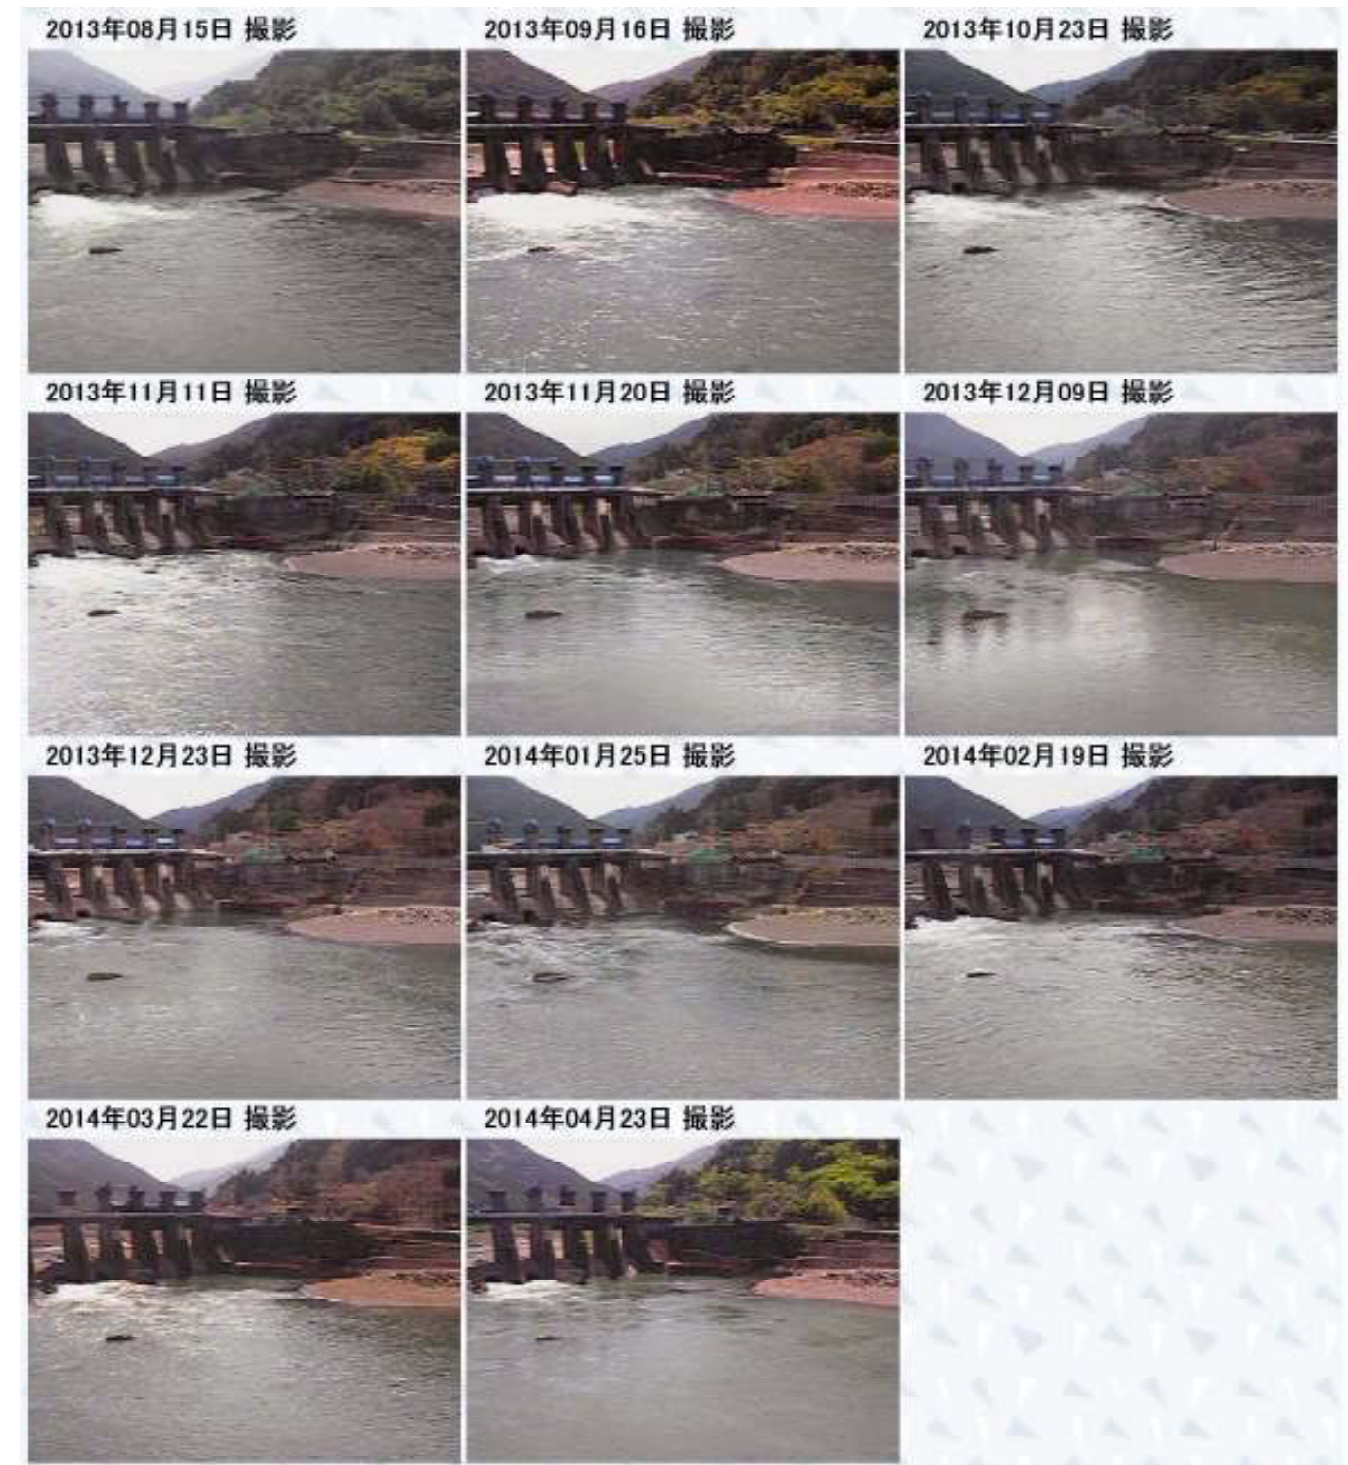 2013年08月15日 撮影
2013年09月16日 撮影
2013年10月23日 撮影
2013年11月11日 撮影
2013年11月20日 撮影
2013年12月09日 撮影
2013年12月23日 撮影
2014年01月25日 撮影
2014年02月19日 撮影
2014年03月22日 撮影
2014年04月23日 撮影